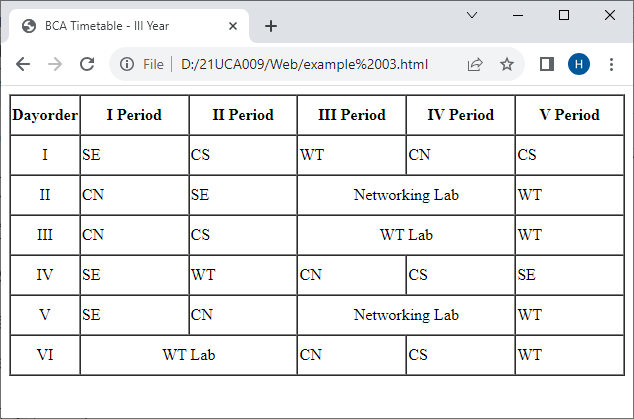 BCA Timetable - III Year
File D:/21UCA009/Web/example%2003.html
H
Dayorder I Period II Period III Period IV Period V Period
I SE CS WT CN CS
II CN SE Networking Lab WT
III CN CS WT Lab WT
IV SE WT CN CS SE
V SE CN Networking Lab WT
VI WT Lab CN CS WT